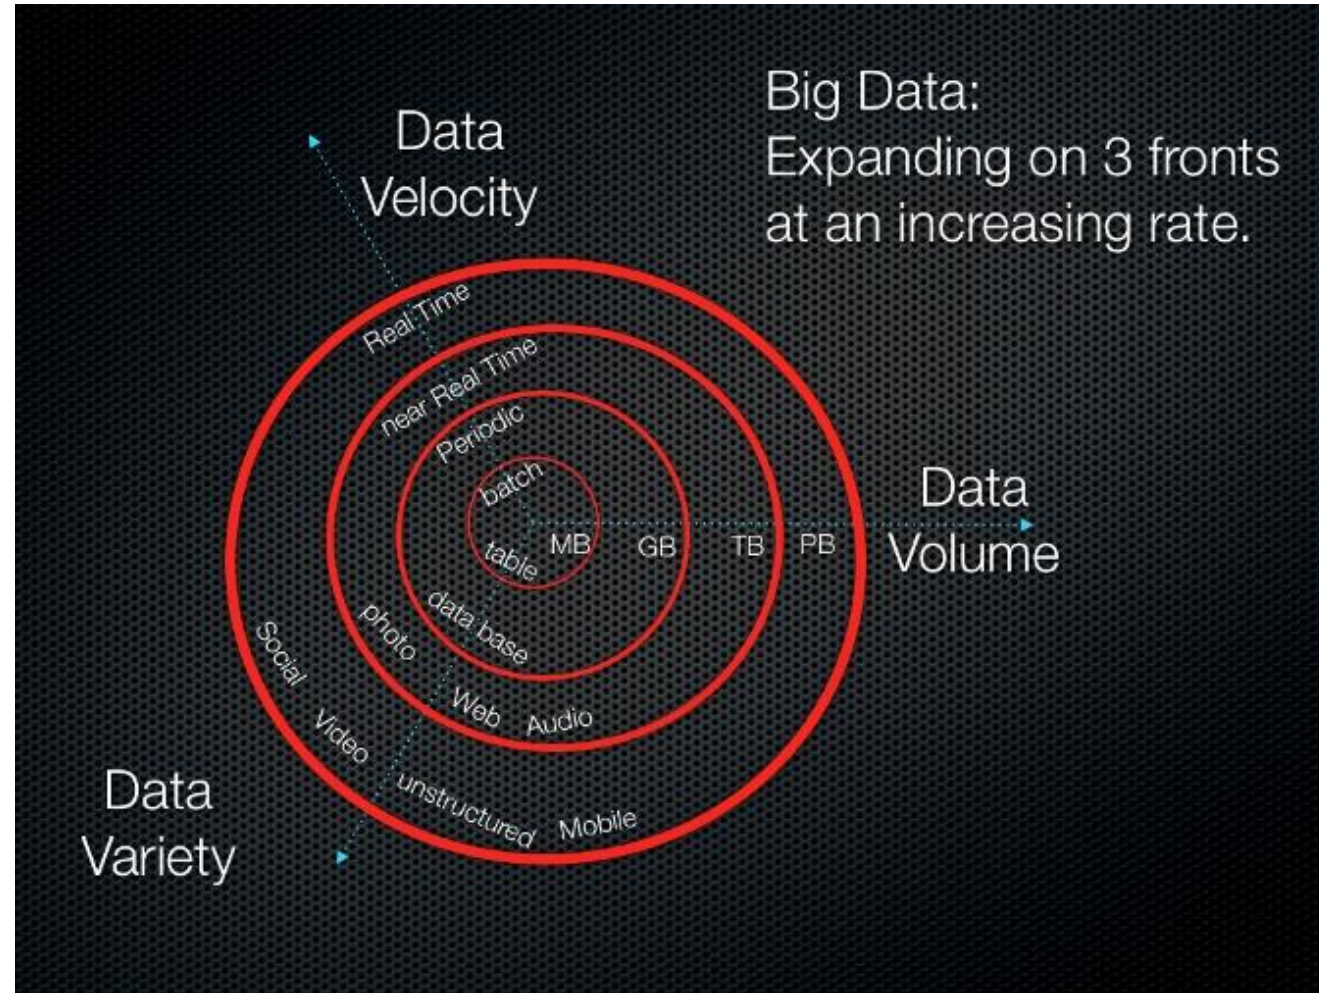 Big Data:
Expanding on 3 fronts
at an increasing rate.
Data
Velocity
Real Time
near Real Time
Periodic
batch
table
MB GB TB PB
Data
Volume
data base
photo
Web Audio
Social
Video
unstructured Mobile
Data
Variety